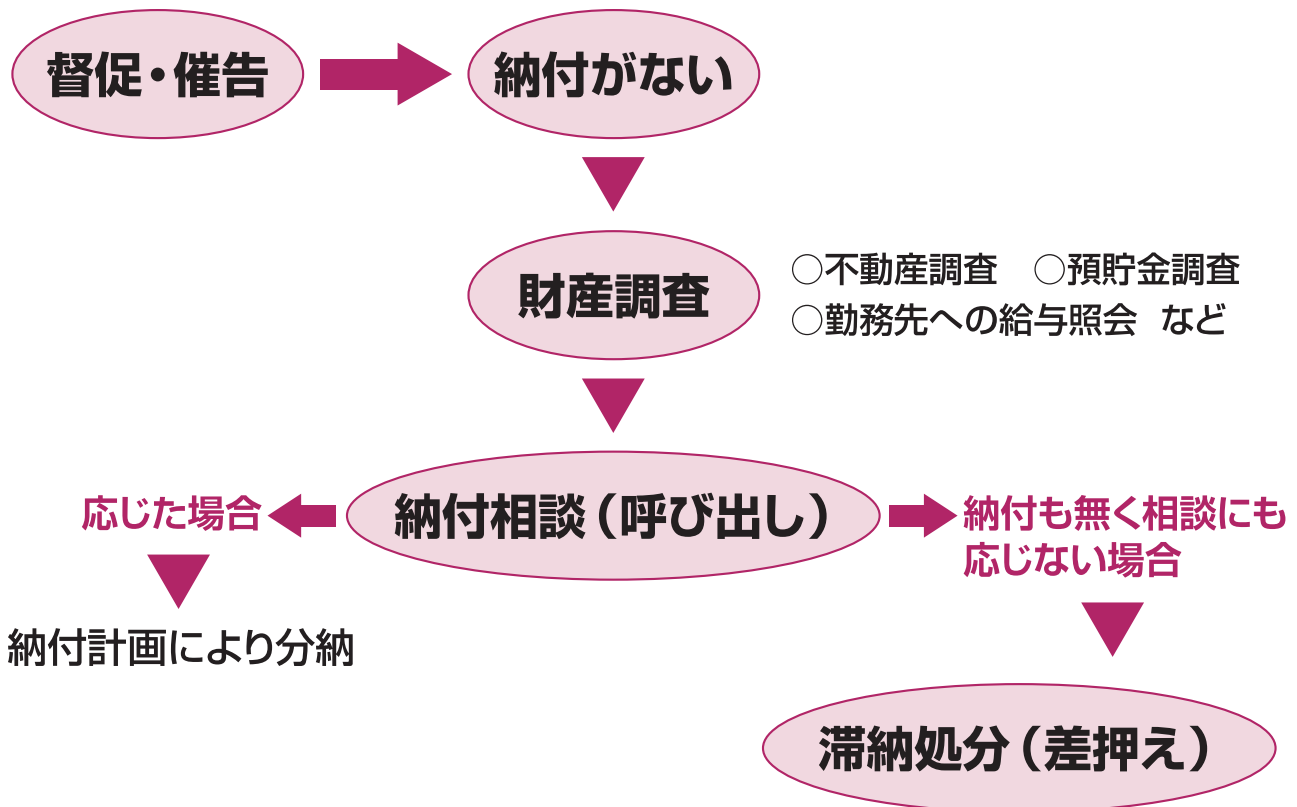 督促・催告
納付がない
財産調査
○不動産調査　○預貯金調査
○勤務先への給与照会 など
納付相談（呼び出し）
応じた場合
納付も無く相談にも
応じない場合
納付計画により分納
滞納処分（差押え）